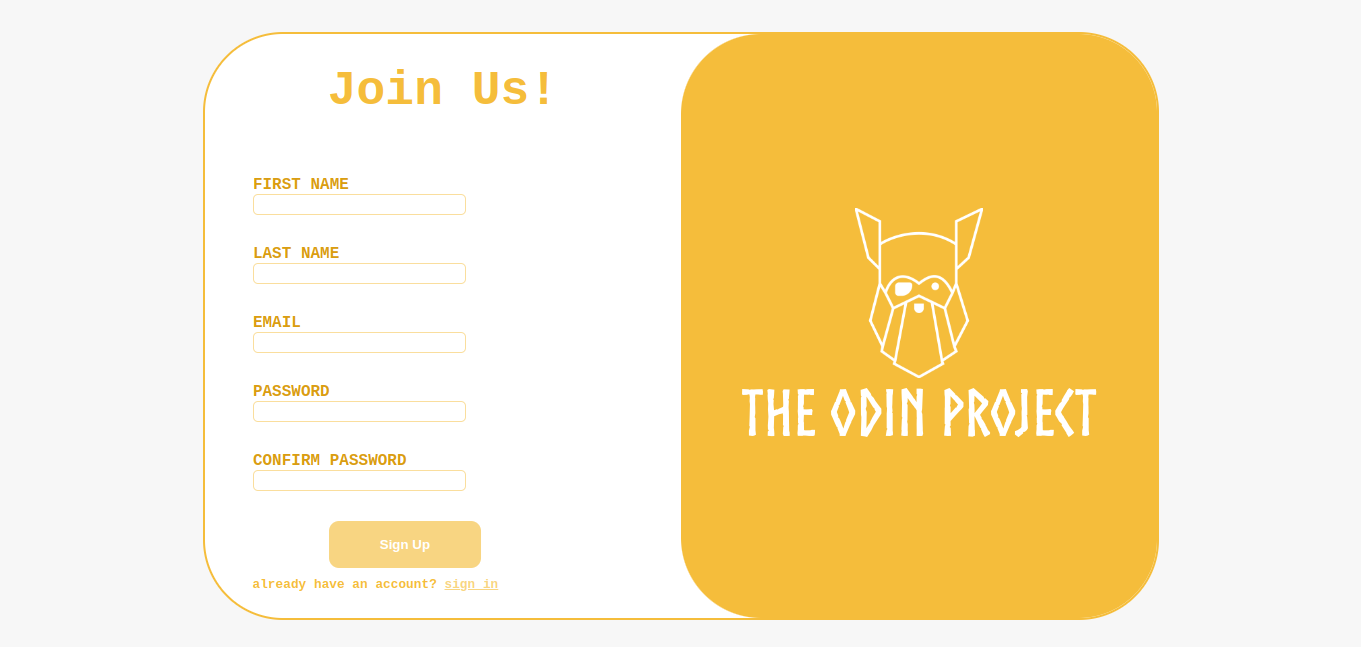 Join Us!
FIRST NAME
LAST NAME
EMAIL
PASSWORD
CONFIRM PASSWORD
Sign Up
already have an account? sign in
THE ODIN PROJECT